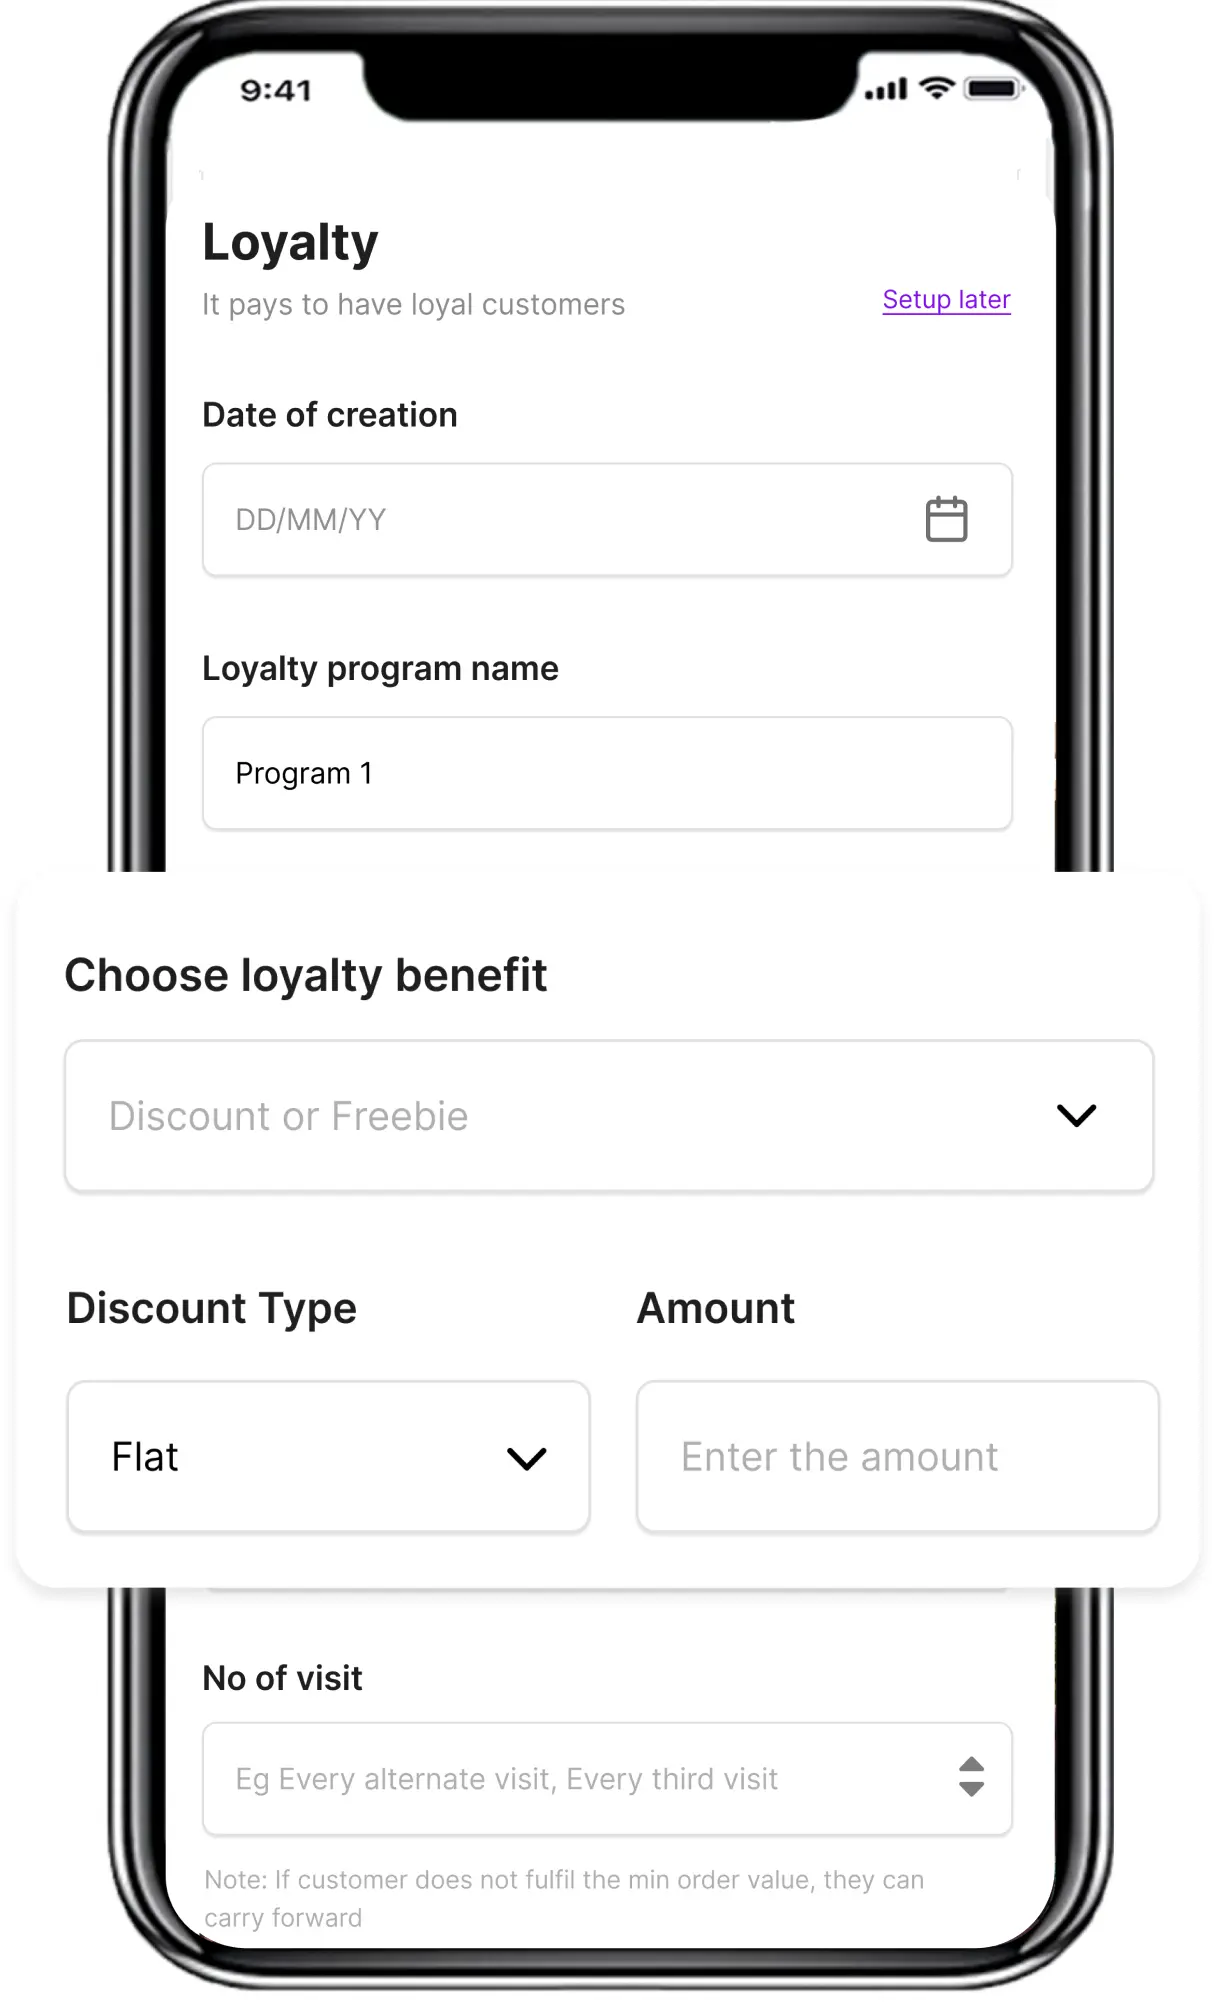 9:41
Loyalty
It pays to have loyal customers
Setup later
Date of creation
DD/MM/YY
Loyalty program name
Program 1
Choose loyalty benefit
Discount or Freebie
Discount Type
Amount
Flat
Enter the amount
No of visit
Eg Every alternate visit, Every third visit
Note: If customer does not fulfil the min order value, they can
carry forward